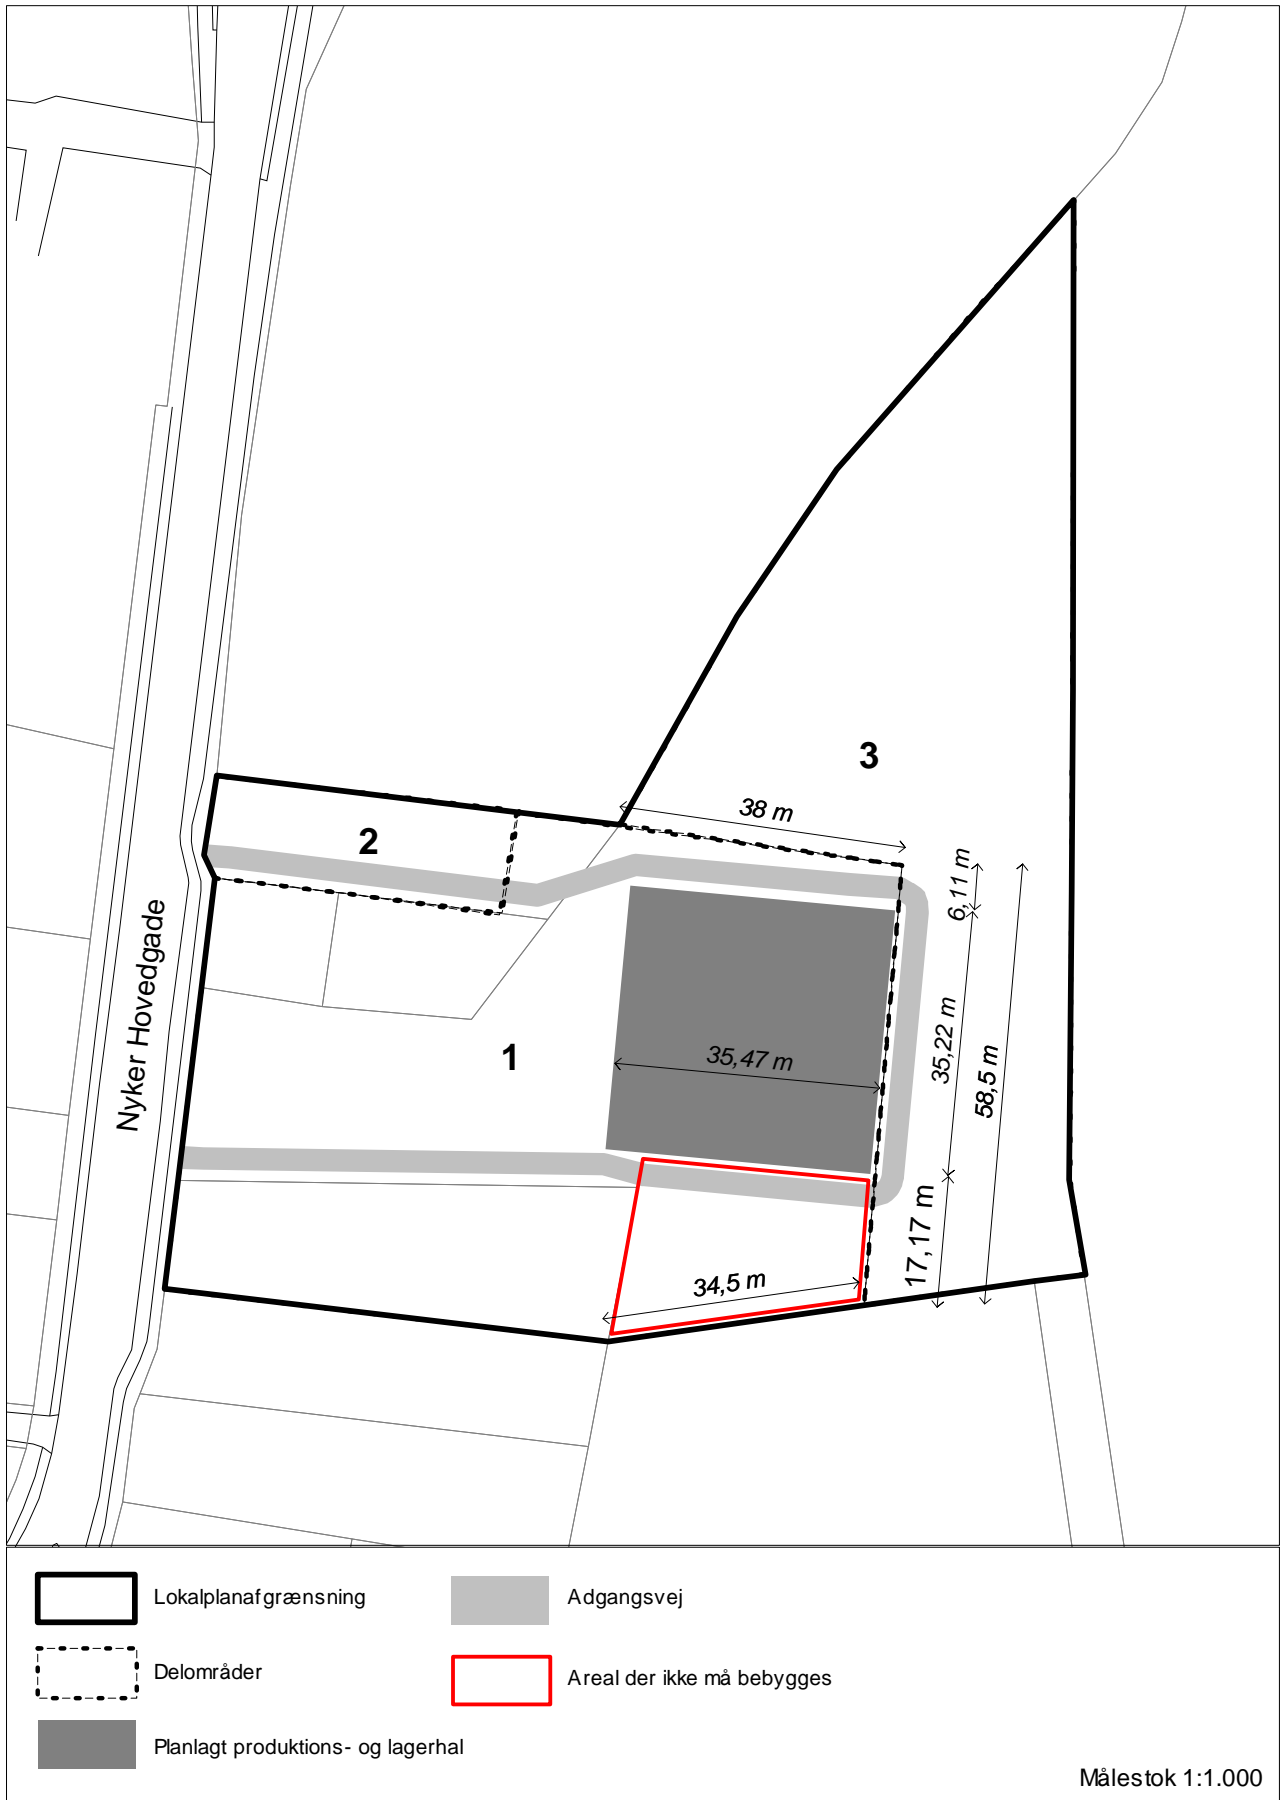 3
38 m
2
6,11 m
Nyker Hovedgade
1
35,47 m
35,22 m
58,5 m
17,17 m
34,5 m
Lokalplanafgrænsning
Adgangsvej
Delområder
Areal der ikke må bebygges
Planlagt produktions- og lagerhal
Målestok 1:1.000